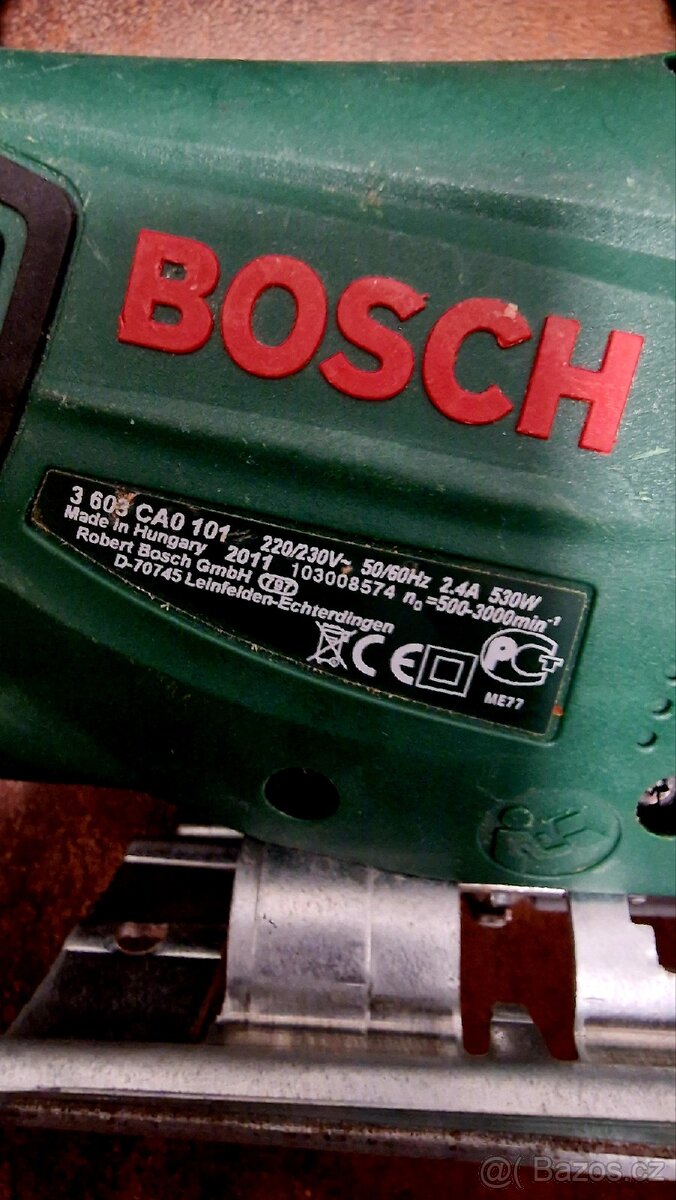 BOSCH
3 603 CA0 101 220/230V~ 50/60Hz 2.4A 530W
Made in Hungary 2011 103008574 n₀=500-3000min⁻¹
Robert Bosch GmbH 797
D-70745 Leinfelden-Echterdingen
CE
PCT
ME77
@( Bazos.cz